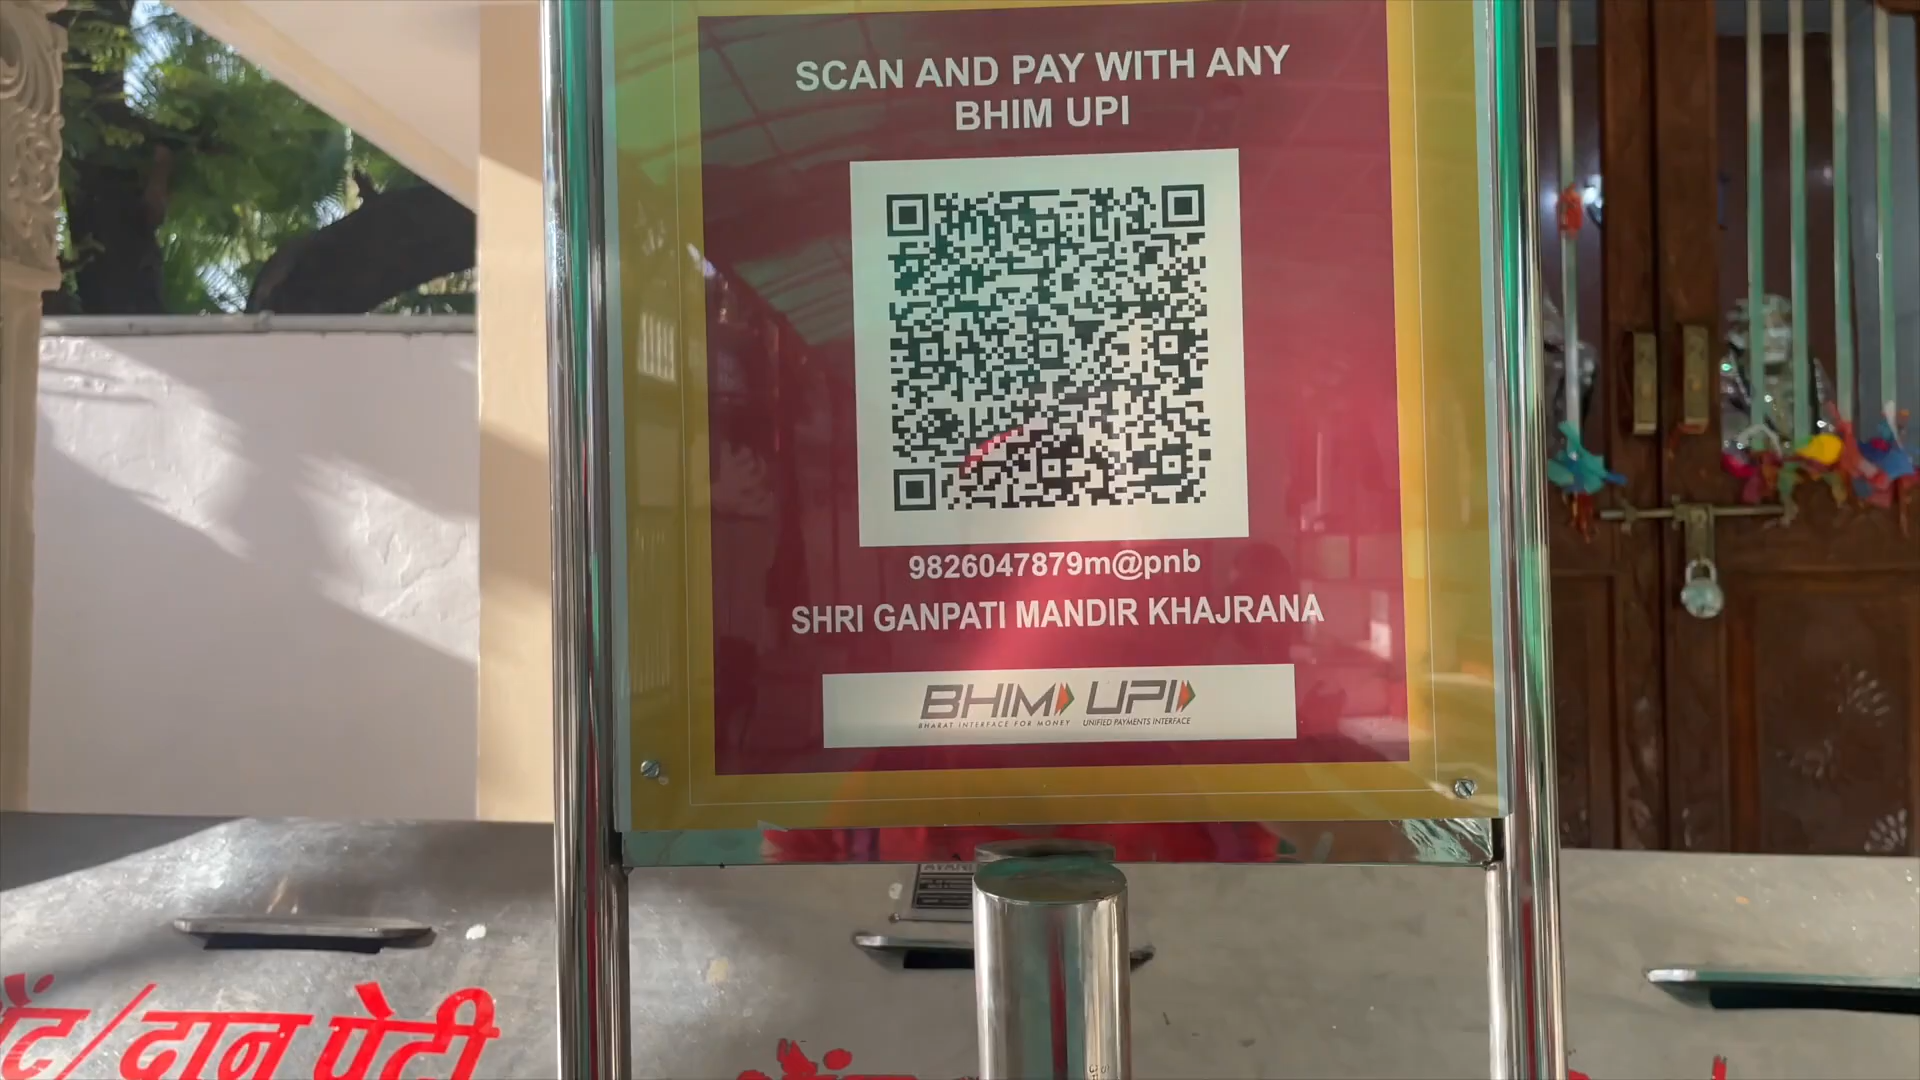 SCAN AND PAY WITH ANY
BHIM UPI
9826047879m@pnb
SHRI GANPATI MANDIR KHAJRANA
BHIM UPI
BHARAT INTERFACE FOR MONEY UNIFIED PAYMENTS INTERFACE
दान पेटी